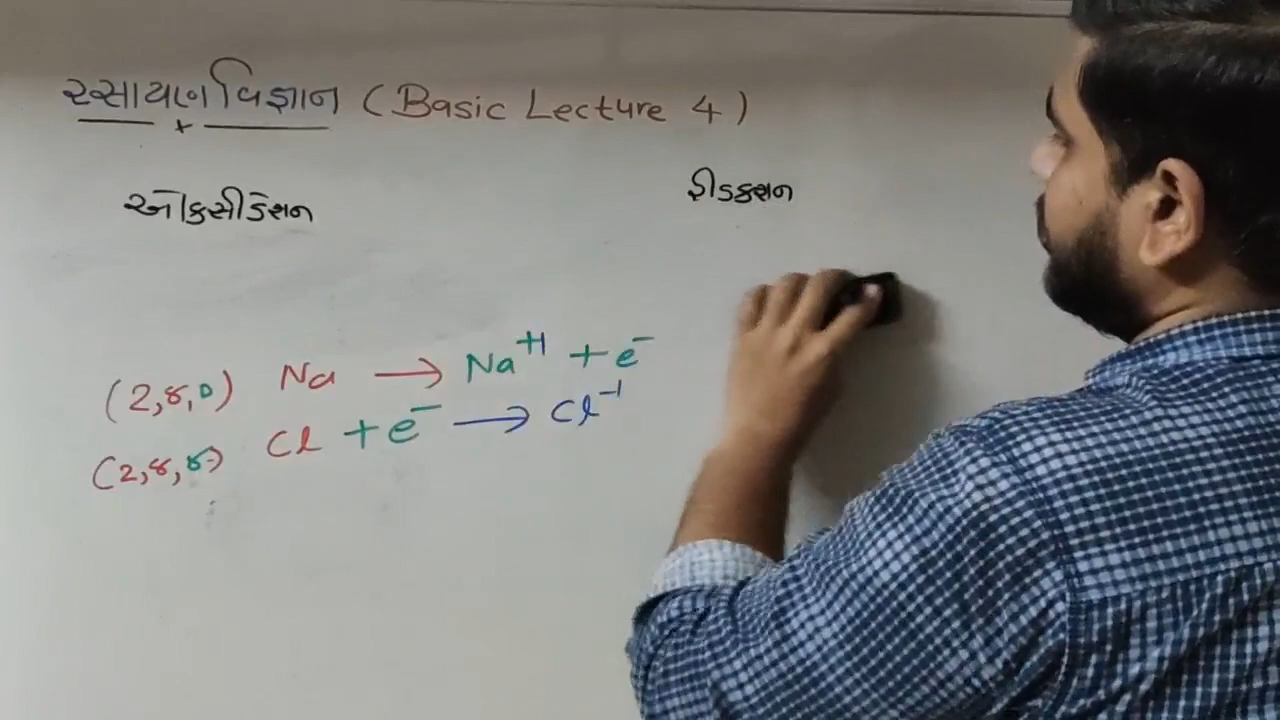 રસાયણ વિજ્ઞાન (Basic Lecture 4)
ઓકસીડેશન
રીડકશન
(2,8,0) Na → Na⁺¹ + e⁻
(2,8,8) Cl + e⁻ → Cl⁻¹